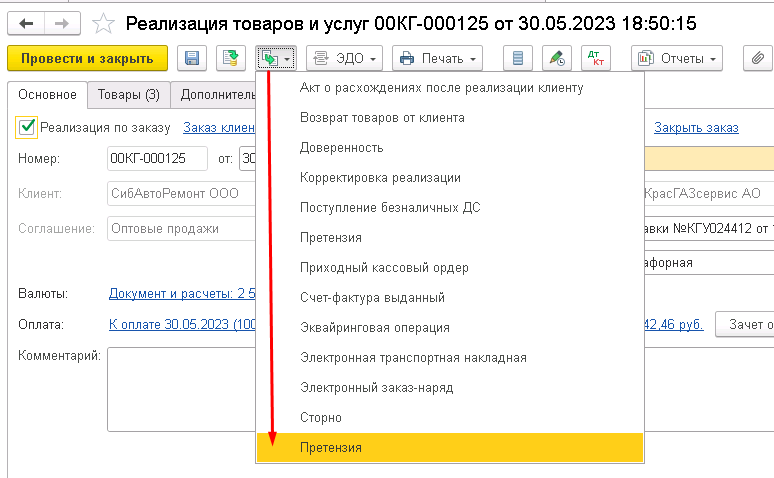 Реализация товаров и услуг 00КГ-000125 от 30.05.2023 18:50:15
Провести и закрыть ЭДО Печать Дт Кт Отчеты
Основное Товары (3) Дополнитель
Реализация по заказу Заказ клиен Закрыть заказ
Номер: 00КГ-000125 от: 30
Клиент: СибАвтоРемонт ООО КрасГАЗсервис АО
Соглашение: Оптовые продажи авки №КГУ024412 от 1
афорная
Валюты: Документ и расчеты: 2 5
Оплата: К оплате 30.05.2023 (100 42,46 руб. Зачет о
Комментарий:
Акт о расхождениях после реализации клиенту
Возврат товаров от клиента
Доверенность
Корректировка реализации
Поступление безналичных ДС
Претензия
Приходный кассовый ордер
Счет-фактура выданный
Эквайринговая операция
Электронная транспортная накладная
Электронный заказ-наряд
Сторно
Претензия